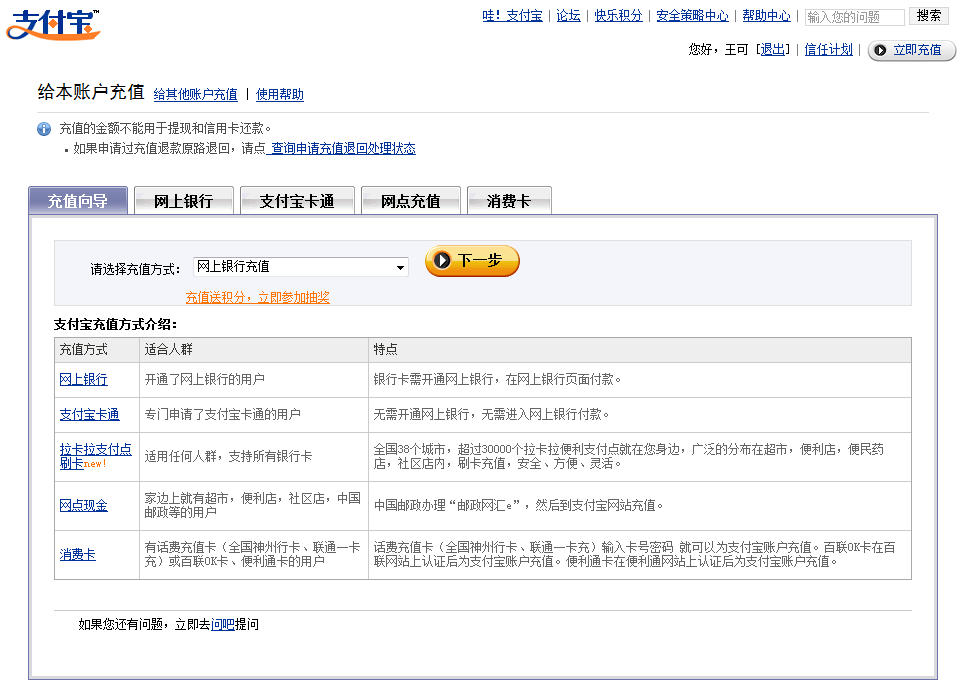 支付宝™
哇！支付宝 | 论坛 | 快乐积分 | 安全策略中心 | 帮助中心 | 输入您的问题 搜索
您好，王可 [退出] | 信任计划 | 立即充值
给本账户充值 给其他账户充值 | 使用帮助
充值的金额不能用于提现和信用卡还款。
• 如果申请过充值退款原路退回，请点 查询申请充值退回处理状态
充值向导 网上银行 支付宝卡通 网点充值 消费卡
请选择充值方式： 网上银行充值 下一步
充值送积分，立即参加抽奖
支付宝充值方式介绍：
充值方式 适合人群 特点
网上银行 开通了网上银行的用户 银行卡需开通网上银行，在网上银行页面付款。
支付宝卡通 专门申请了支付宝卡通的用户 无需开通网上银行，无需进入网上银行付款。
拉卡拉支付点
刷卡new!
适用任何人群，支持所有银行卡
全国38个城市，超过30000个拉卡拉便利支付点就在您身边，广泛的分布在超市，便利店，便民药
店，社区店内，刷卡充值，安全、方便、灵活。
网点现金
家边上就有超市，便利店，社区店，中国
邮政等的用户
中国邮政办理“邮政网汇e”，然后到支付宝网站充值。
消费卡
有话费充值卡（全国神州行卡、联通一卡
充）或百联OK卡、便利通卡的用户
话费充值卡（全国神州行卡、联通一卡充）输入卡号密码 就可以为支付宝账户充值。百联OK卡在百
联网站上认证后为支付宝账户充值。便利通卡在便利通网站上认证后为支付宝账户充值。
如果您还有问题，立即去问吧提问